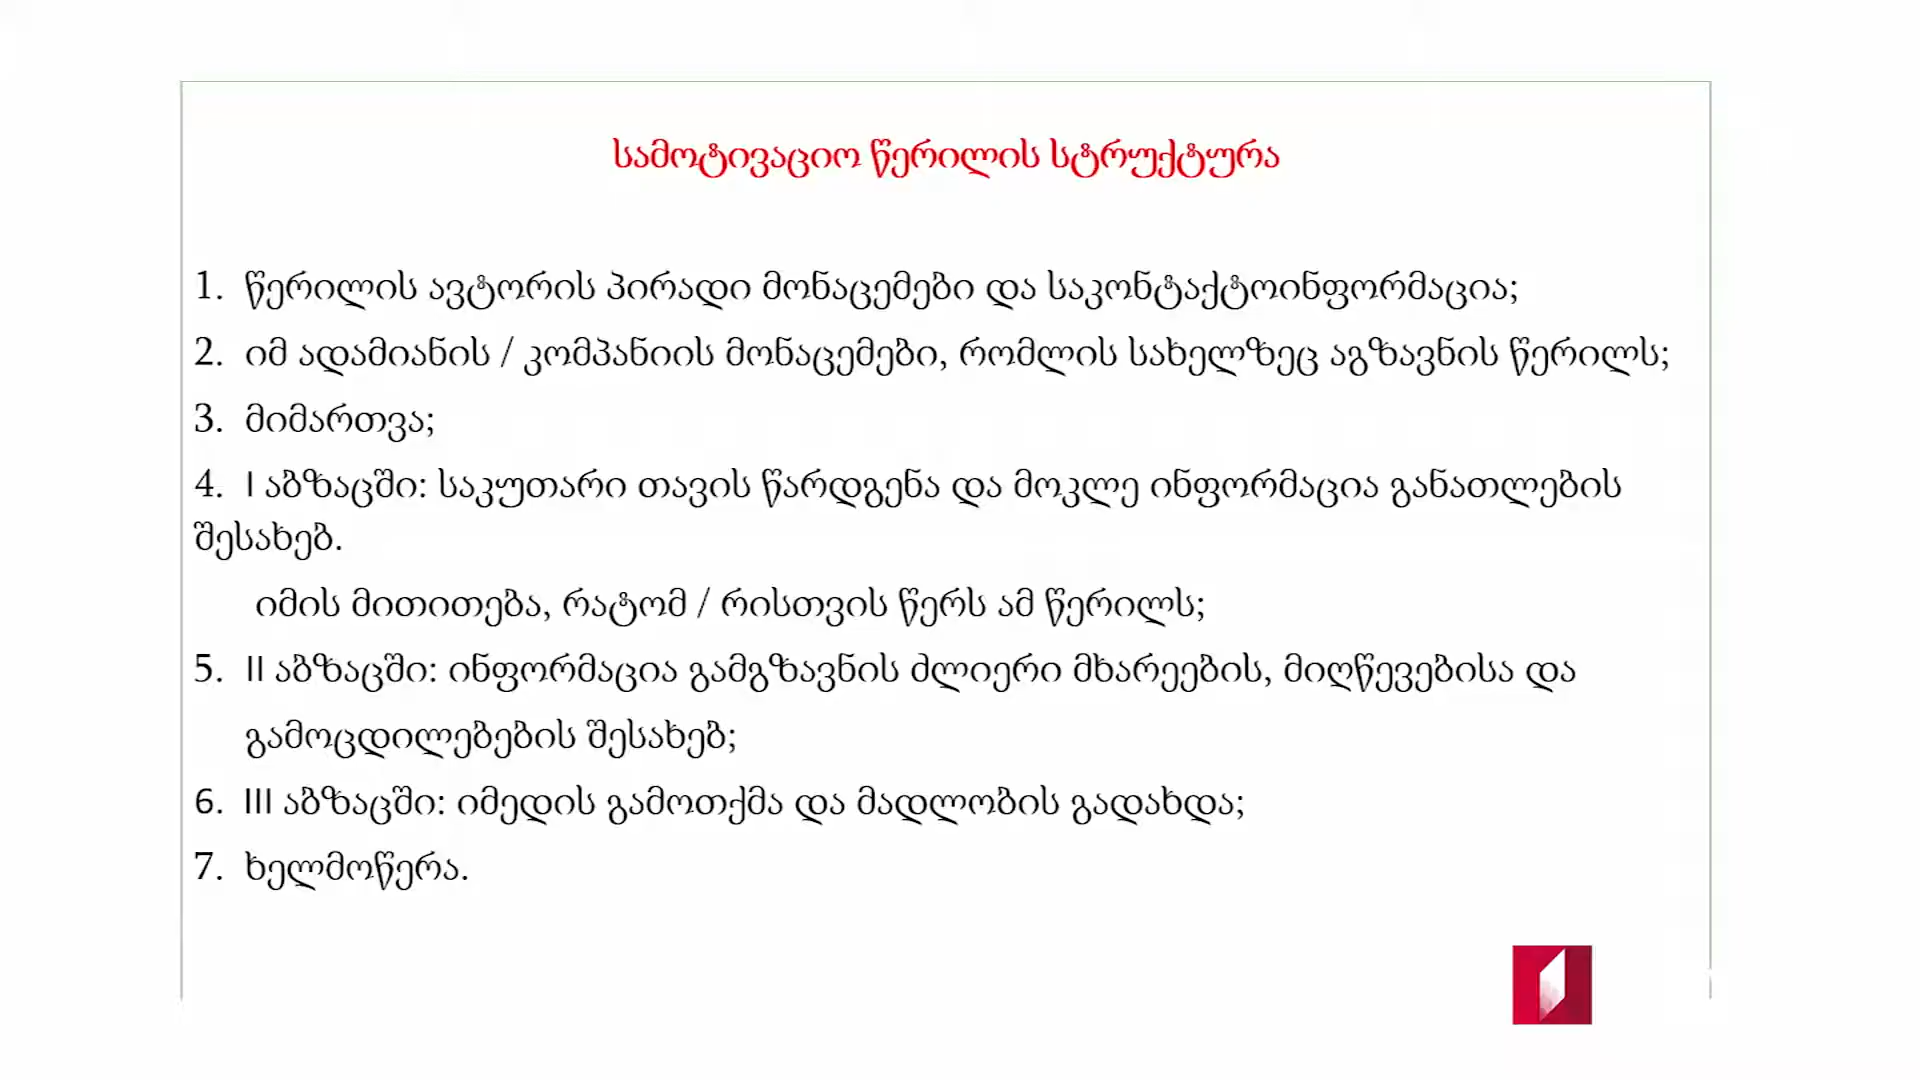 სამოტივაციო წერილის სტრუქტურა
1. წერილის ავტორის პირადი მონაცემები და საკონტაქტოინფორმაცია;
2. იმ ადამიანის / კომპანიის მონაცემები, რომლის სახელზეც აგზავნის წერილს;
3. მიმართვა;
4. I აბზაცში: საკუთარი თავის წარდგენა და მოკლე ინფორმაცია განათლების
შესახებ.
იმის მითითება, რატომ / რისთვის წერს ამ წერილს;
5. II აბზაცში: ინფორმაცია გამგზავნის ძლიერი მხარეების, მიღწევებისა და
გამოცდილებების შესახებ;
6. III აბზაცში: იმედის გამოთქმა და მადლობის გადახდა;
7. ხელმოწერა.